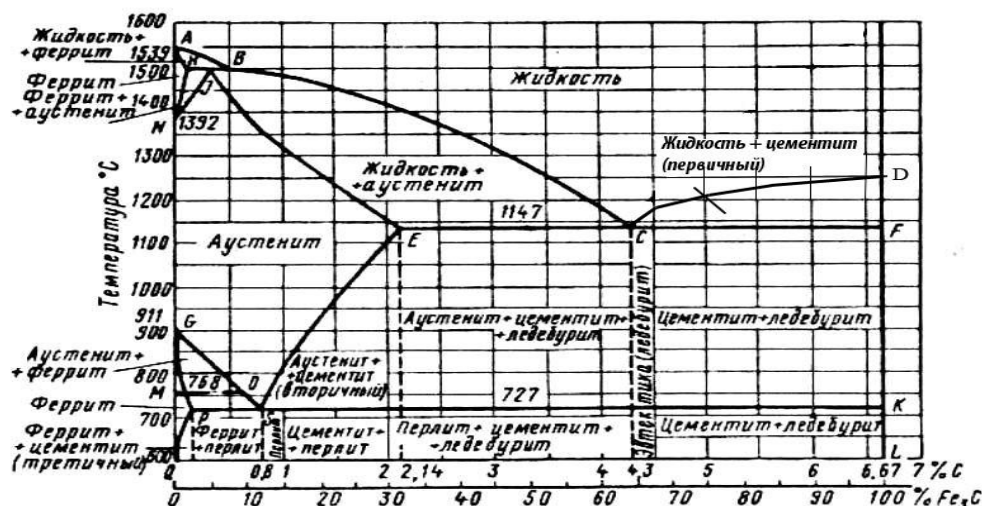 1600
1539
1500
1400
1392
1300
1200
1100
1000
911
900
800
700
600
Температура °C
Жидкость+
+феррит
Феррит
Феррит+
+аустенит
A
B
J
N
Жидкость
Жидкость+
+аустенит
Жидкость + цементит
(первичный)
D
1147
E
C
F
Аустенит
G
Аустенит+
+феррит
M
768
O
Феррит
P
Феррит+
+цементит
(третичный)
Аустенит+
+цементит
(вторичный)
Аустенит+цементит+
+ледебурит
Эвтектика (ледебурит)
Цементит+ледебурит
727
K
S
Феррит
+перлит
Перлит
Цементит+
+перлит
Перлит+цементит+
+ледебурит
Цементит+ледебурит
L
0 0,8 1 2 2,14 3 4 4,3 5 6 6,67 7 %C
0 10 20 30 40 50 60 70 80 90 100
% Fe₃C